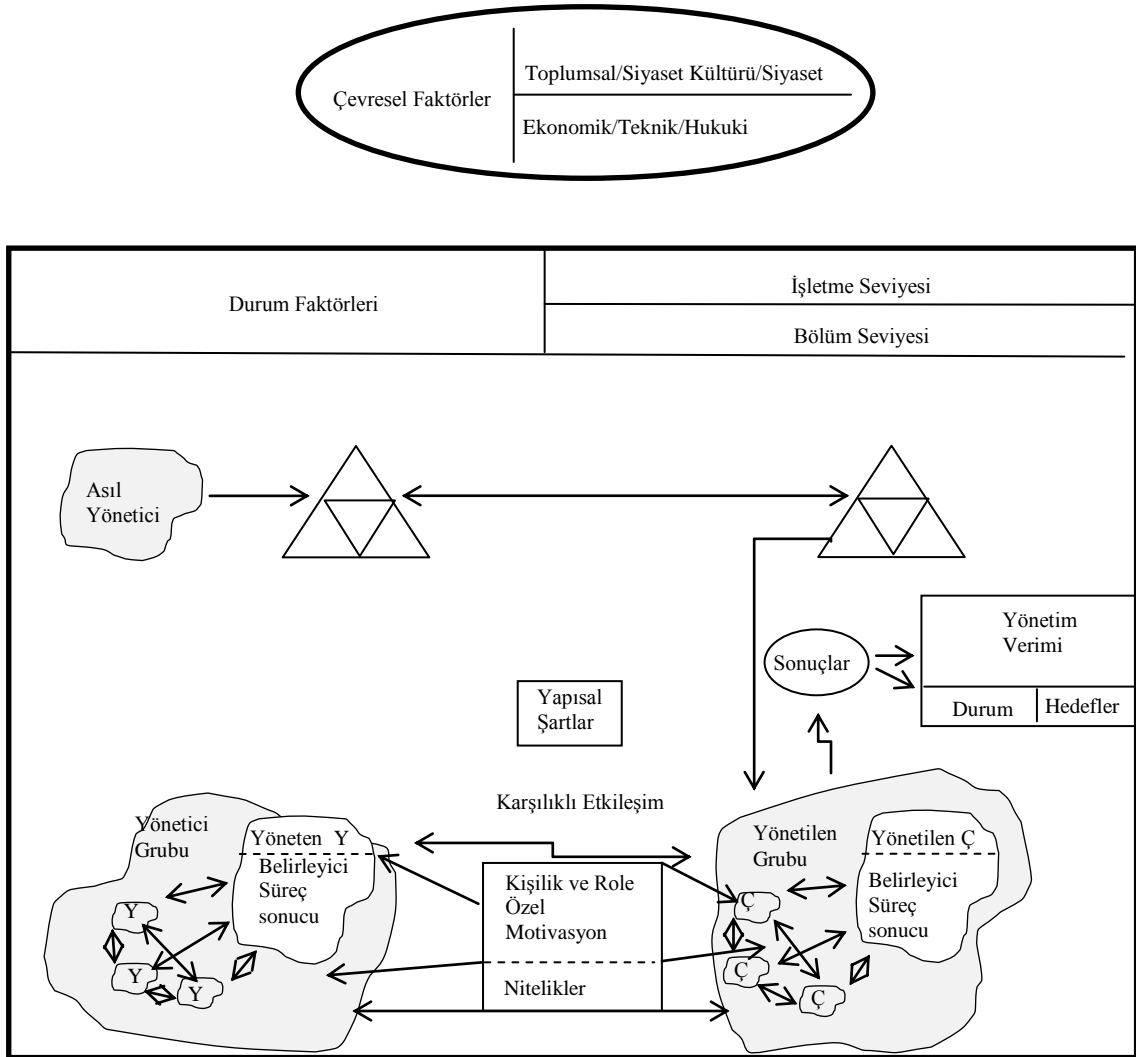 Çevresel Faktörler
Toplumsal/Siyaset Kültürü/Siyaset
Ekonomik/Teknik/Hukuki
Durum Faktörleri
İşletme Seviyesi
Bölüm Seviyesi
Asıl
Yönetici
Sonuçlar
Yönetim
Verimi
Durum
Hedefler
Yapısal
Şartlar
Karşılıklı Etkileşim
Yönetici
Grubu
Yöneten Y
Belirleyici
Süreç
sonucu
Y
Y
Y
Kişilik ve Role
Özel
Motivasyon
Nitelikler
Yönetilen
Grubu
Yönetilen Ç
Belirleyici
Süreç
sonucu
Ç
Ç
Ç